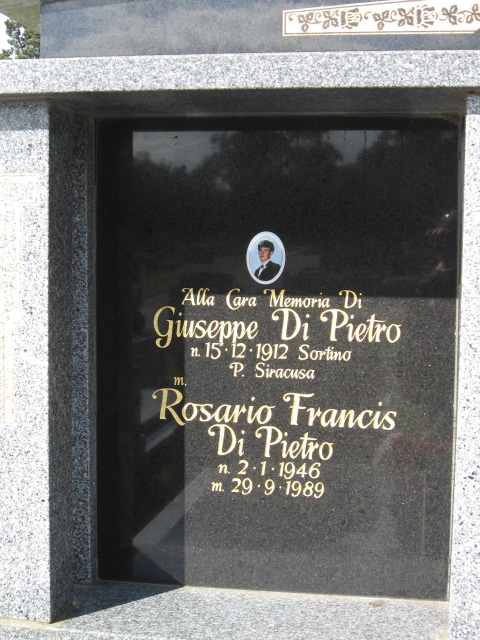 Alla Cara Memoria Di
Giuseppe Di Pietro
n. 15·12·1912 Sortino
P. Siracusa
m.
Rosario Francis
Di Pietro
n. 2·1·1946
m. 29·9·1989